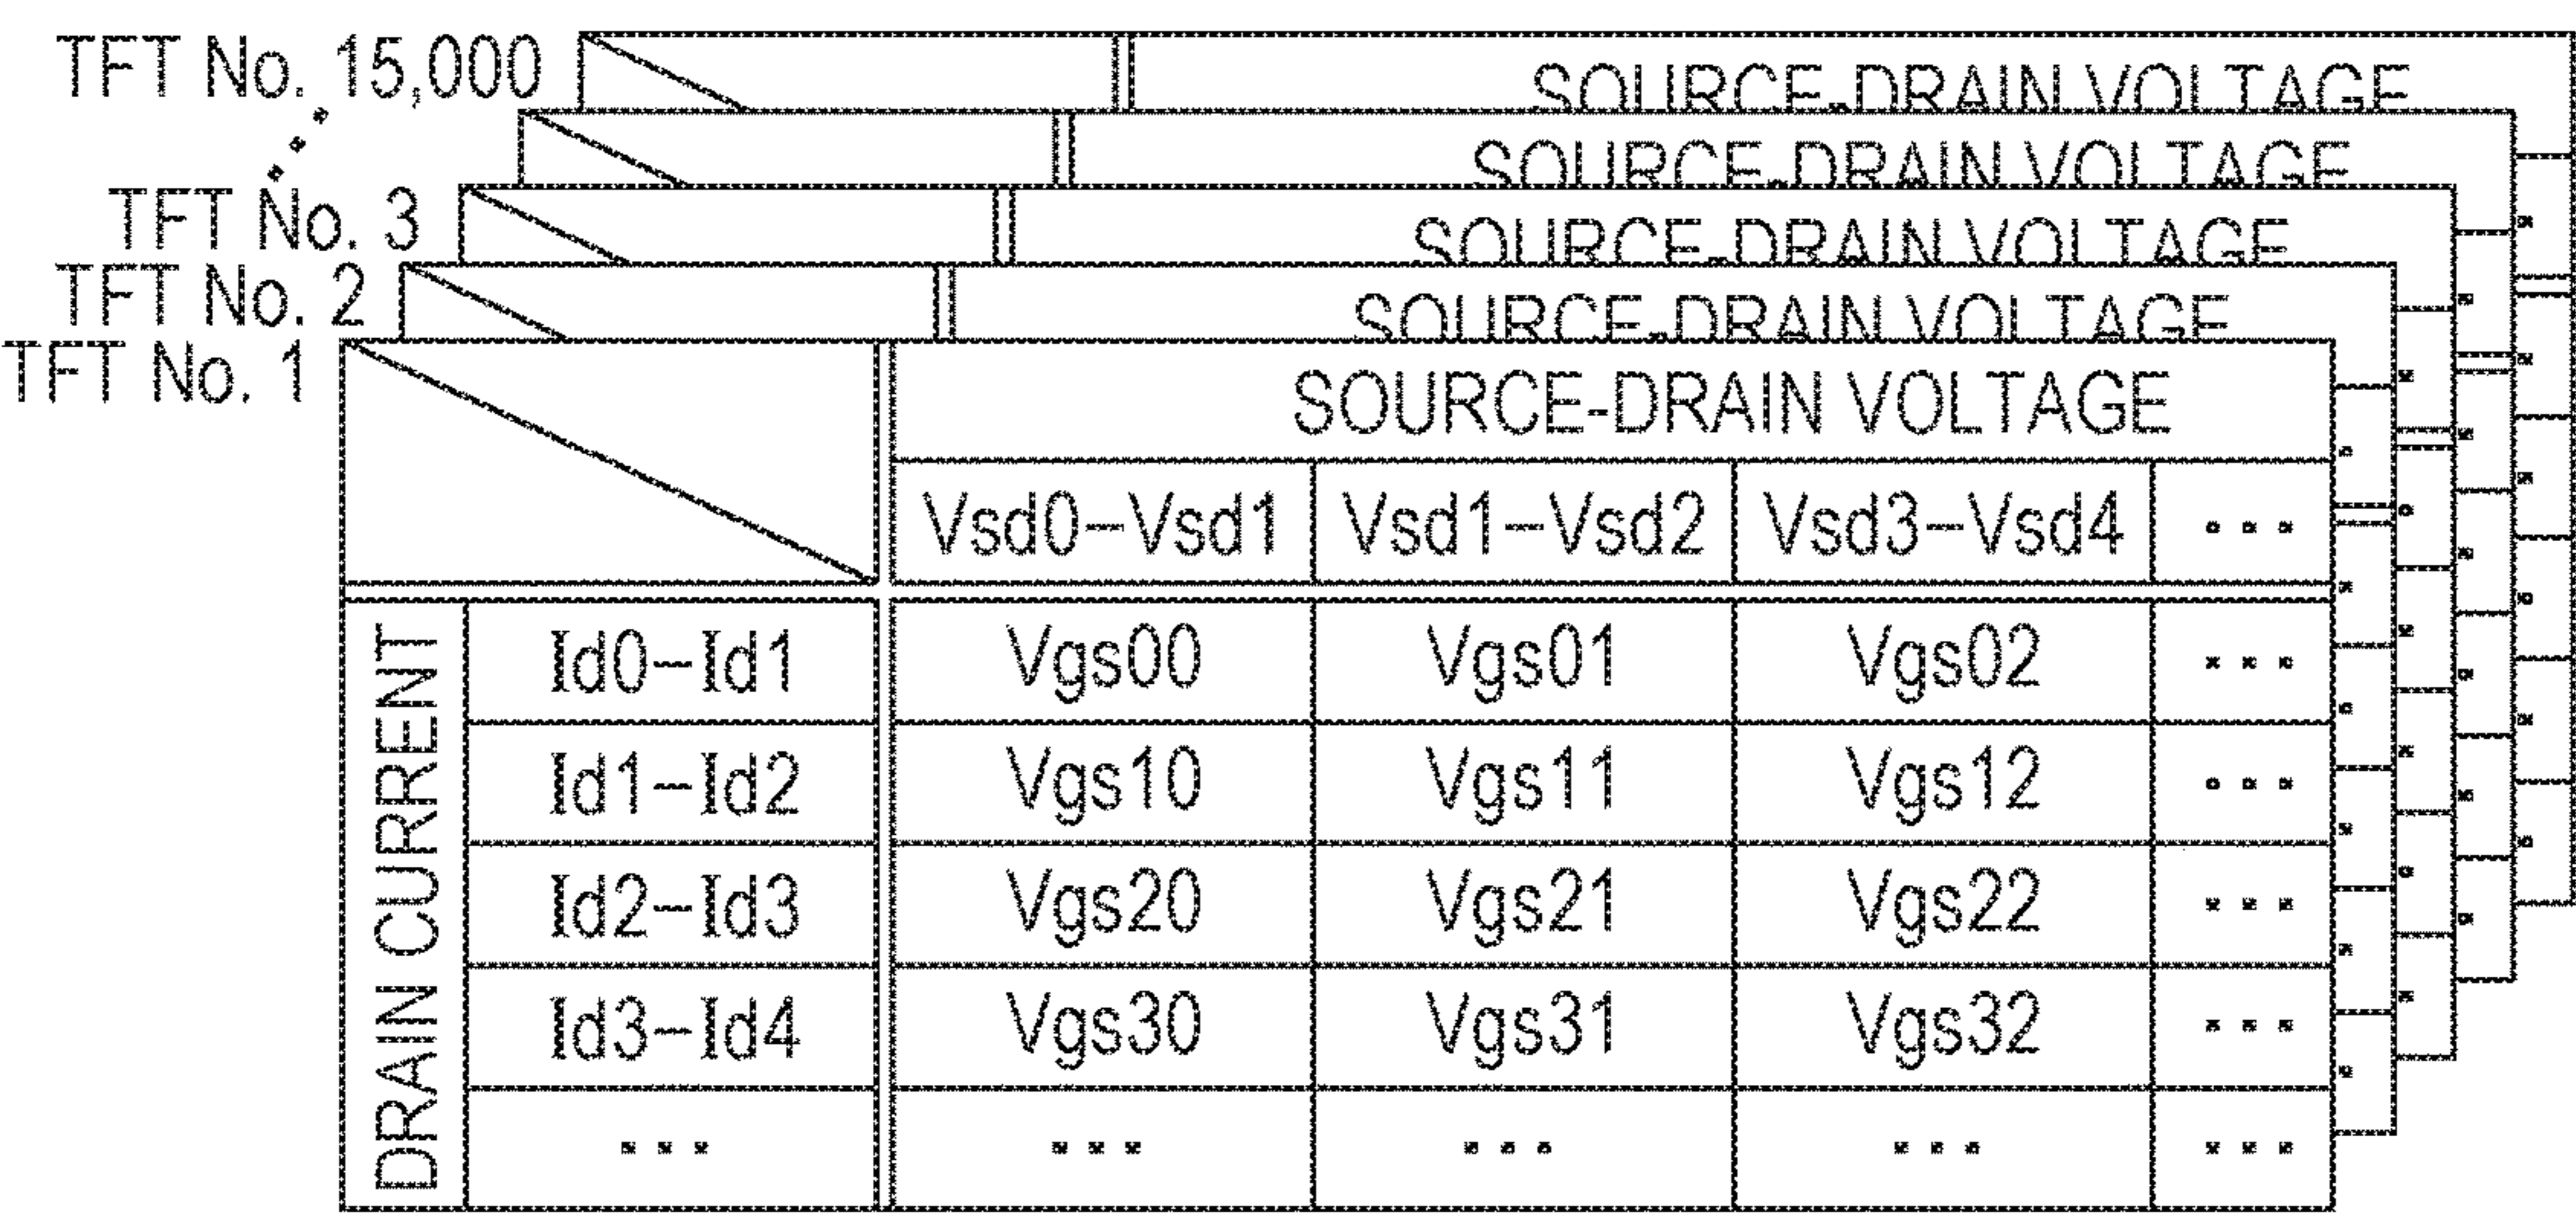 TFT No. 15,000
SOURCE-DRAIN VOLTAGE
SOURCE-DRAIN VOLTAGE
TFT No. 3
SOURCE-DRAIN VOLTAGE
TFT No. 2
SOURCE-DRAIN VOLTAGE
TFT No. 1
SOURCE-DRAIN VOLTAGE
Vsd0–Vsd1 Vsd1–Vsd2 Vsd3–Vsd4 ...
DRAIN CURRENT
Id0–Id1 Vgs00 Vgs01 Vgs02 ...
Id1–Id2 Vgs10 Vgs11 Vgs12 ...
Id2–Id3 Vgs20 Vgs21 Vgs22 ...
Id3–Id4 Vgs30 Vgs31 Vgs32 ...
... ... ... ... ...